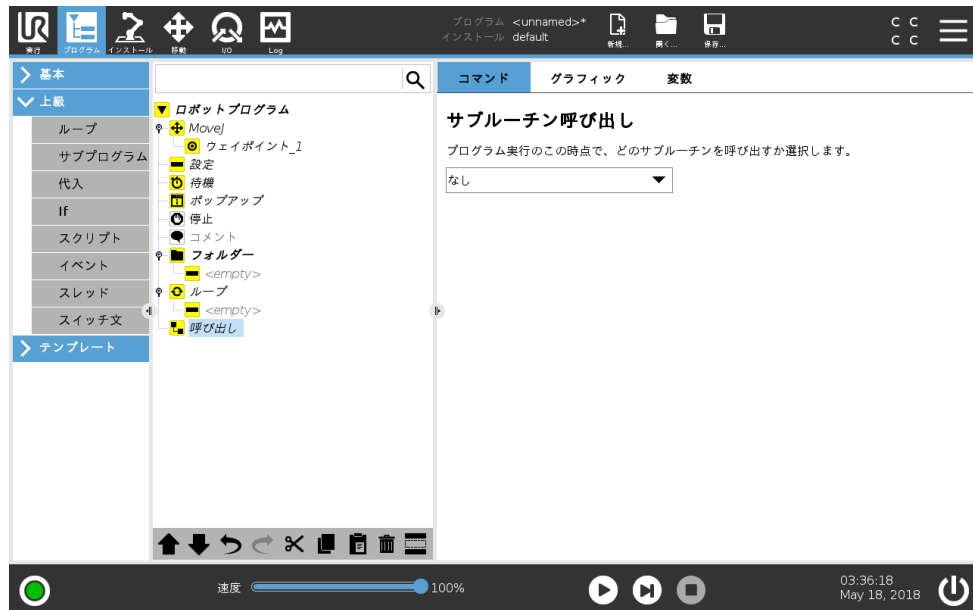 プログラム <unnamed>*
インストール default
C C
C C
実行
プログラム
インストール
移動
I/O
Log
新規...
開く...
保存...
基本
上級
ループ
サブプログラム
代入
If
スクリプト
イベント
スレッド
スイッチ文
テンプレート
ロボットプログラム
MoveJ
ウェイポイント_1
設定
待機
ポップアップ
停止
コメント
フォルダー
<empty>
ループ
<empty>
呼び出し
コマンド グラフィック 変数
サブルーチン呼び出し
プログラム実行のこの時点で、どのサブルーチンを呼び出すか選択します。
なし
速度 100%
03:36:18
May 18, 2018